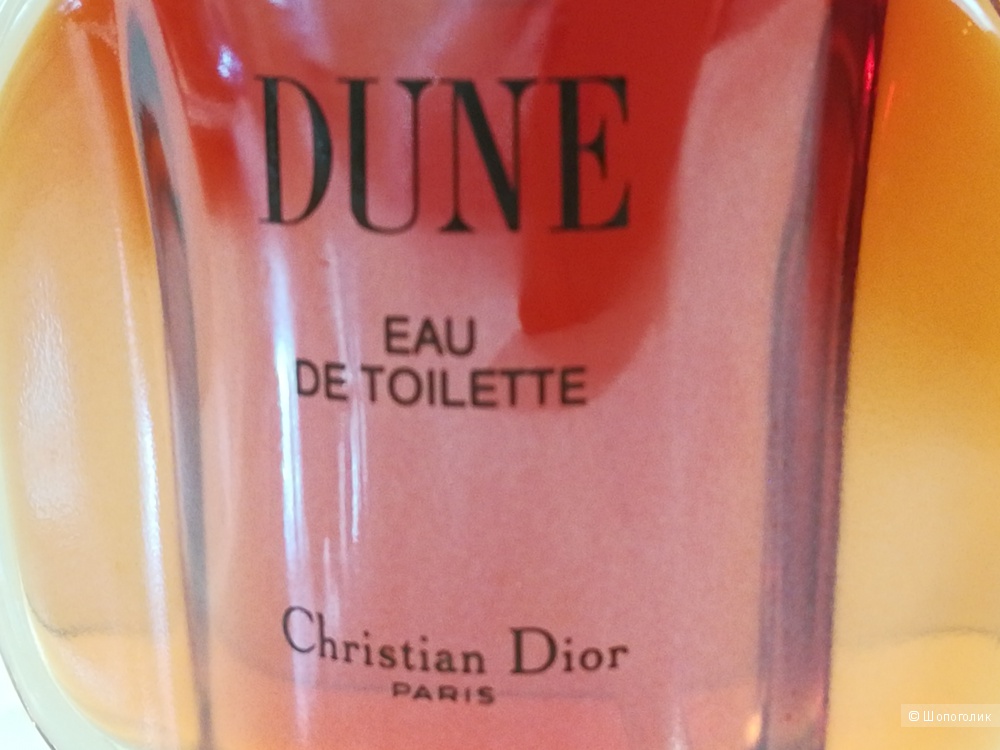 DUNE
EAU
DE TOILETTE
Christian Dior
PARIS
© Шопоголик